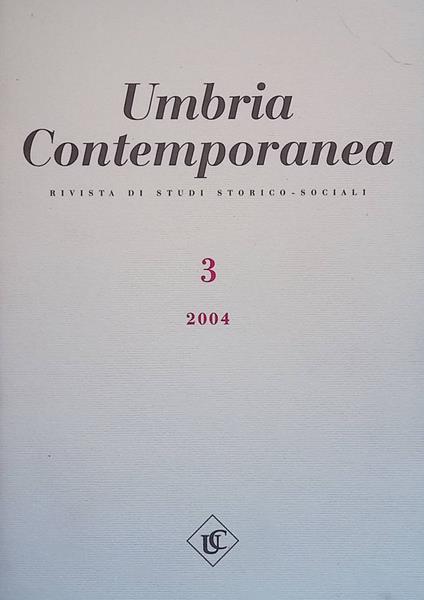 Umbria
Contemporanea
RIVISTA DI STUDI STORICO-SOCIALI
3
2004
UC